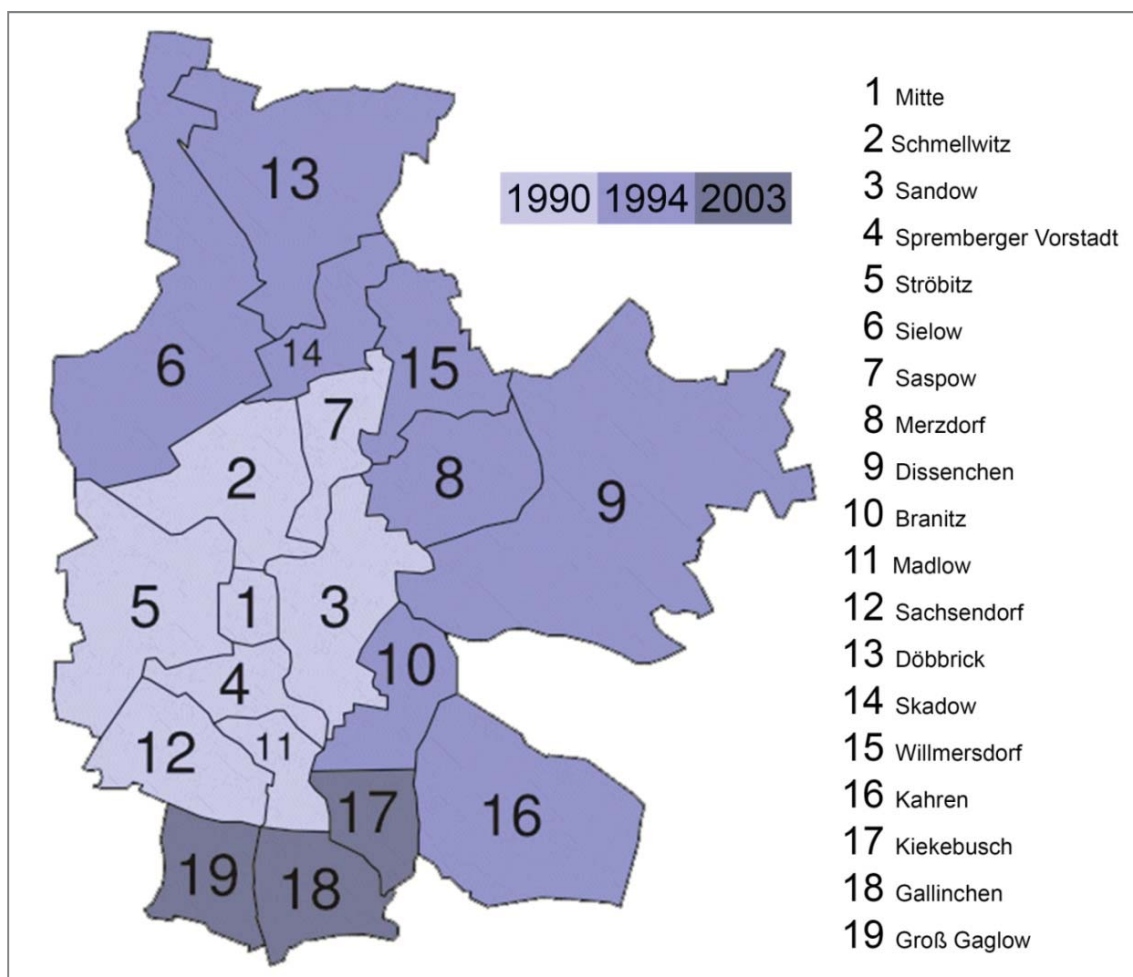 13
1990 1994 2003
6
14
15
7
2
8
9
5
1
3
10
4
12
11
17
16
19
18
1 Mitte
2 Schmellwitz
3 Sandow
4 Spremberger Vorstadt
5 Ströbitz
6 Sielow
7 Saspow
8 Merzdorf
9 Dissenchen
10 Branitz
11 Madlow
12 Sachsendorf
13 Döbbrick
14 Skadow
15 Willmersdorf
16 Kahren
17 Kiekebusch
18 Gallinchen
19 Groß Gaglow